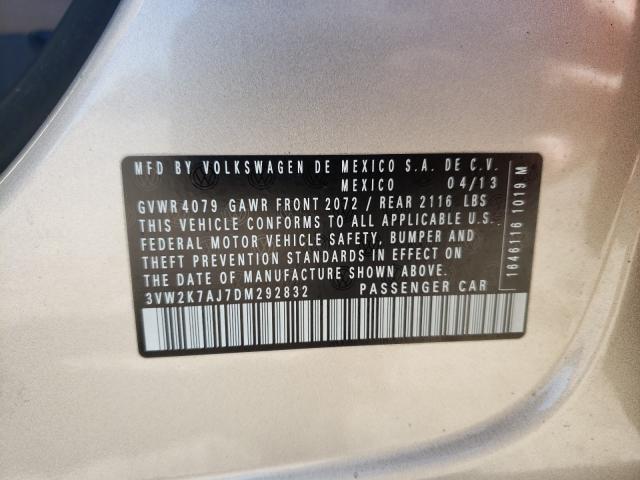 MFD BY VOLKSWAGEN DE MEXICO S.A. DE C.V.
MEXICO 04/13
GVWR 4079 GAWR FRONT 2072 / REAR 2116 LBS
THIS VEHICLE CONFORMS TO ALL APPLICABLE U.S.
FEDERAL MOTOR VEHICLE SAFETY, BUMPER AND
THEFT PREVENTION STANDARDS IN EFFECT ON
THE DATE OF MANUFACTURE SHOWN ABOVE.
3VW2K7AJ7DM292832 PASSENGER CAR
1646116 1019 M